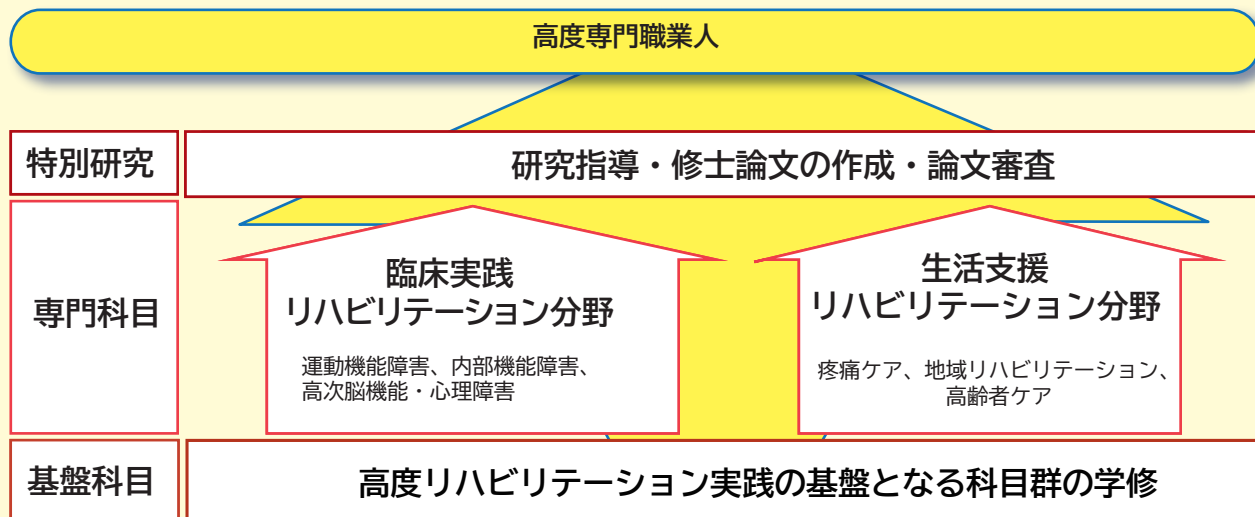 高度専門職業人
特別研究
研究指導・修士論文の作成・論文審査
専門科目
臨床実践
リハビリテーション分野
運動機能障害、内部機能障害、
高次脳機能・心理障害
生活支援
リハビリテーション分野
疼痛ケア、地域リハビリテーション、
高齢者ケア
基盤科目
高度リハビリテーション実践の基盤となる科目群の学修